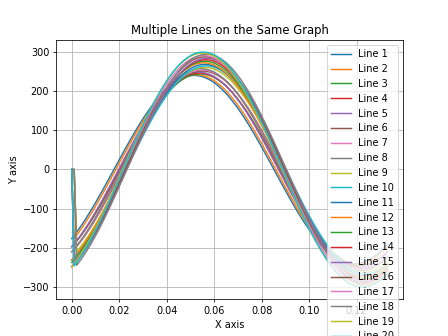 Multiple Lines on the Same Graph
Y axis
300
200
100
0
−100
−200
−300
0.00
0.02
0.04
0.06
0.08
0.10
X axis
Line 1
Line 2
Line 3
Line 4
Line 5
Line 6
Line 7
Line 8
Line 9
Line 10
Line 11
Line 12
Line 13
Line 14
Line 15
Line 16
Line 17
Line 18
Line 19
Line 20